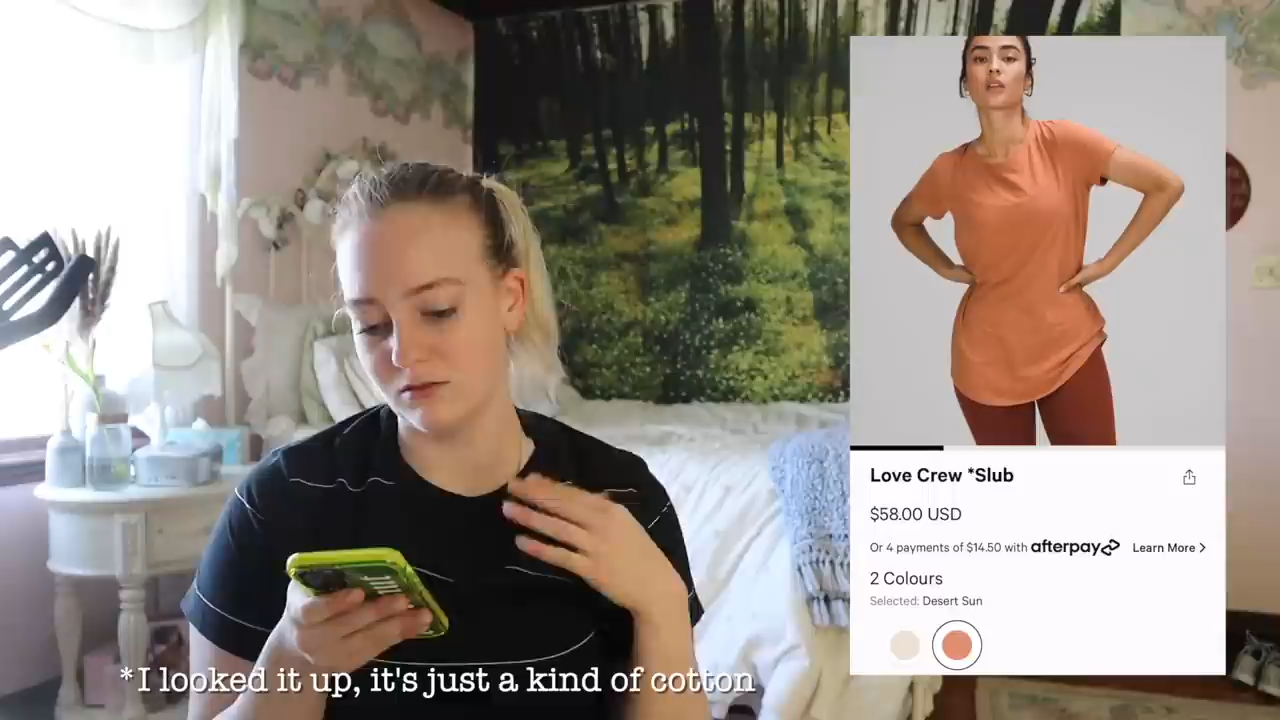 Love Crew *Slub
$58.00 USD
Or 4 payments of $14.50 with afterpay Learn More >
2 Colours
Selected: Desert Sun
*I looked it up, it's just a kind of cotton